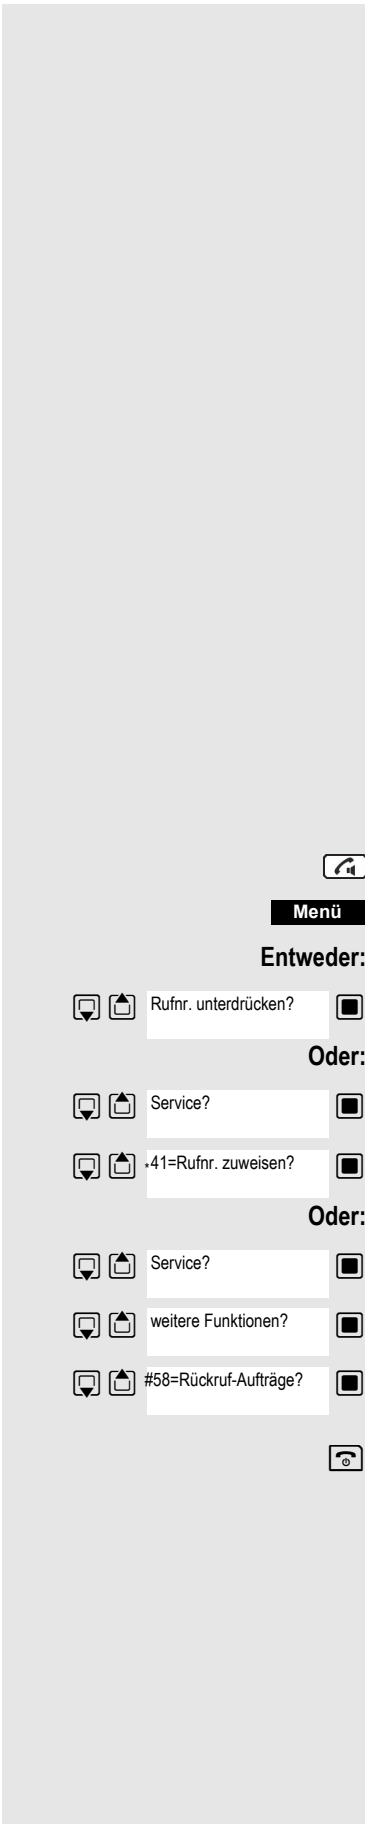 Menü
Entweder:
Rufnr. unterdrücken?
Oder:
Service?
*41=Rufnr. zuweisen?
Oder:
Service?
weitere Funktionen?
#58=Rückruf-Aufträge?